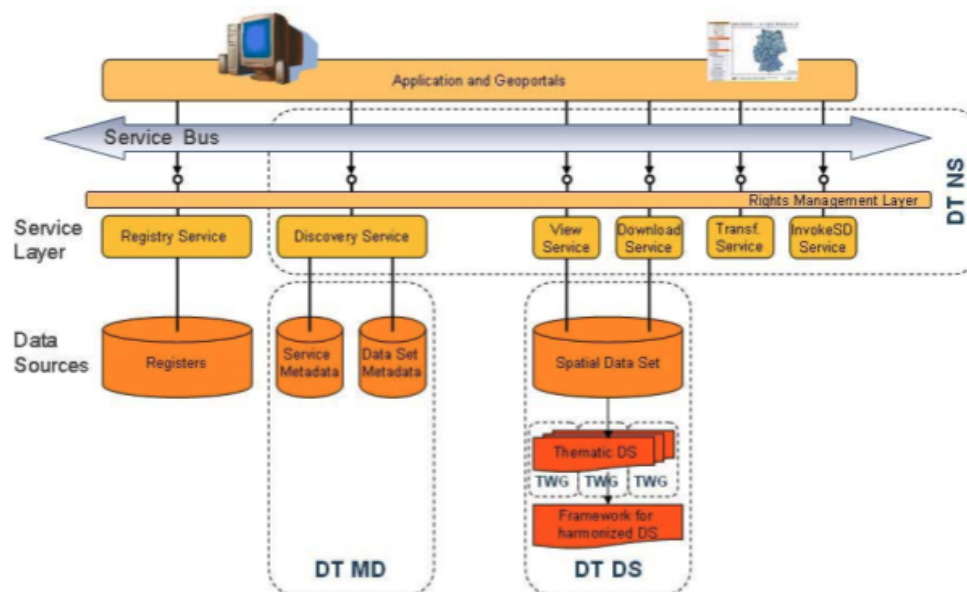 Application and Geoportals
Service Bus
DT NS
Rights Management Layer
Service
Layer
Registry Service
Discovery Service
View
Service
Download
Service
Transf.
Service
InvokeSD
Service
Data
Sources
Registers
Service
Metadata
Data Set
Metadata
Spatial Data Set
Thematic DS
TWG
TWG
TWG
Framework for
harmonized DS
DT MD
DT DS